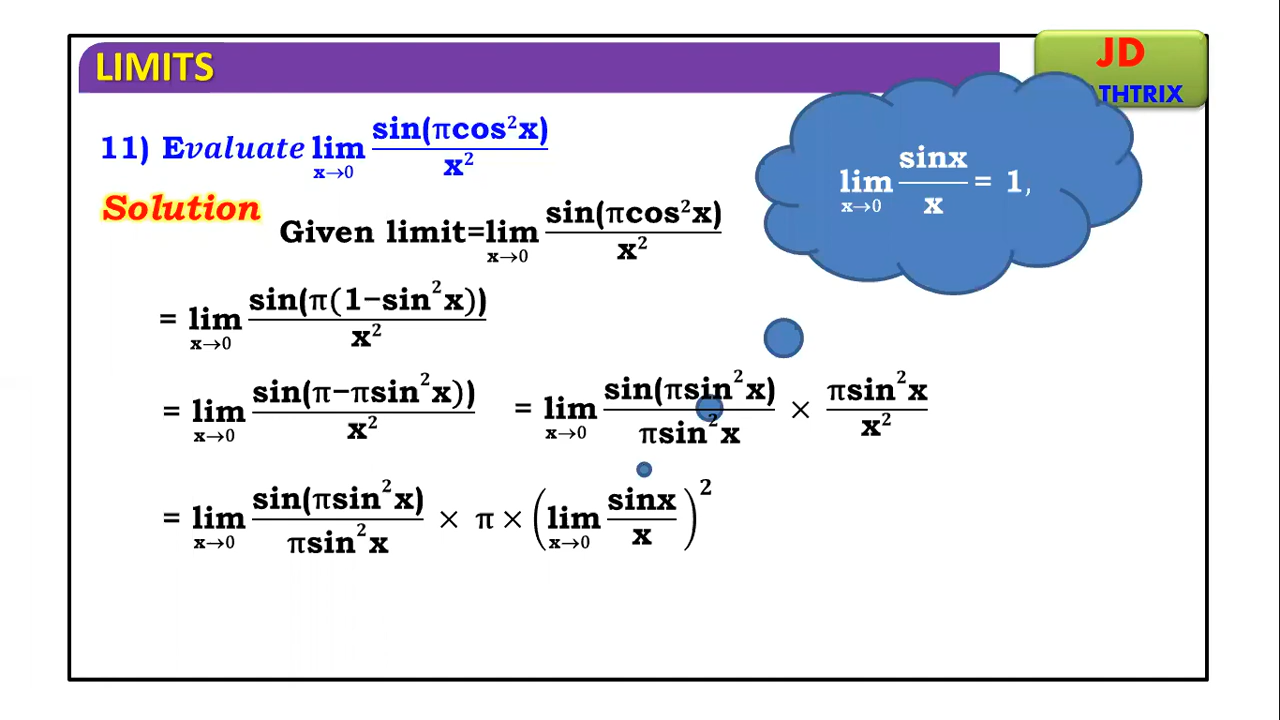 LIMITS
JD
THTRIX
11) Evaluate lim x→0 sin(πcos²x)/x²
lim x→0 sinx/x = 1,
Solution
Given limit=lim x→0 sin(πcos²x)/x²
= lim x→0 sin(π(1−sin²x))/x²
= lim x→0 sin(π−πsin²x))/x² = lim x→0 sin(πsin²x)/πsin²x × πsin²x/x²
= lim x→0 sin(πsin²x)/πsin²x × π × (lim x→0 sinx/x)²